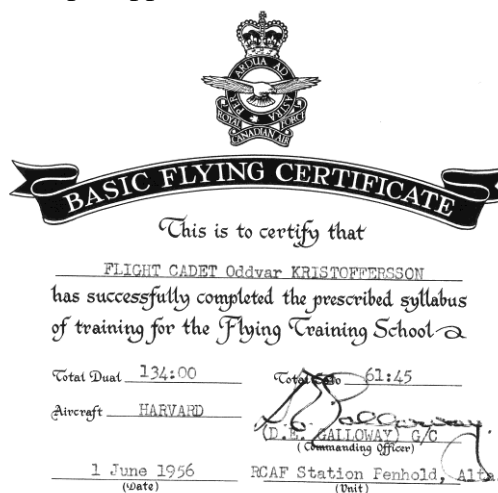 PER ARDUA AD ASTRA
ROYAL CANADIAN AIR FORCE
BASIC FLYING CERTIFICATE
This is to certify that
FLIGHT CADET Oddvar KRISTOFFERSSON
has successfully completed the prescribed syllabus
of training for the Flying Training School
Total Dual 134:00 Total Solo 61:45
Aircraft HARVARD
(D.E. GALLOWAY) G/C
(Commanding Officer)
1 June 1956 RCAF Station Penhold, Alta
(Date) (Unit)